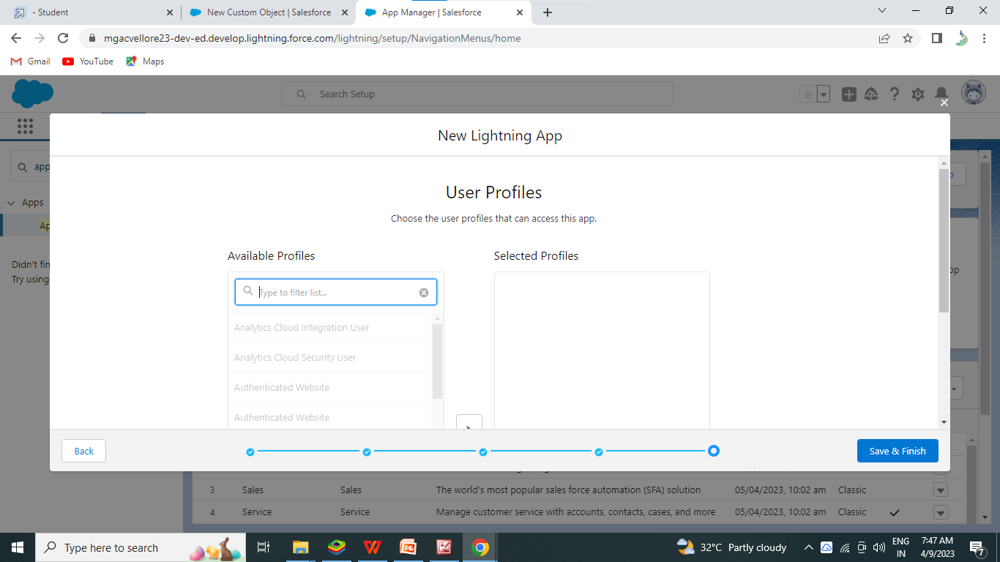 - Student
New Custom Object | Salesforce
App Manager | Salesforce
mgacvellore23-dev-ed.develop.lightning.force.com/lightning/setup/NavigationMenus/home
Gmail
YouTube
Maps
Search Setup
New Lightning App
app
Apps
Ap
Didn't fin
Try using
User Profiles
Choose the user profiles that can access this app.
Available Profiles
Selected Profiles
Type to filter list...
Analytics Cloud Integration User
Analytics Cloud Security User
Authenticated Website
Authenticated Website
op
Back
Save & Finish
3 Sales Sales The world's most popular sales force automation (SFA) solution 05/04/2023, 10:02 am Classic
4 Service Service Manage customer service with accounts, contacts, cases, and more 05/04/2023, 10:02 am Classic
Type here to search
32°C Partly cloudy
ENG
IN
7:47 AM
4/9/2023
7